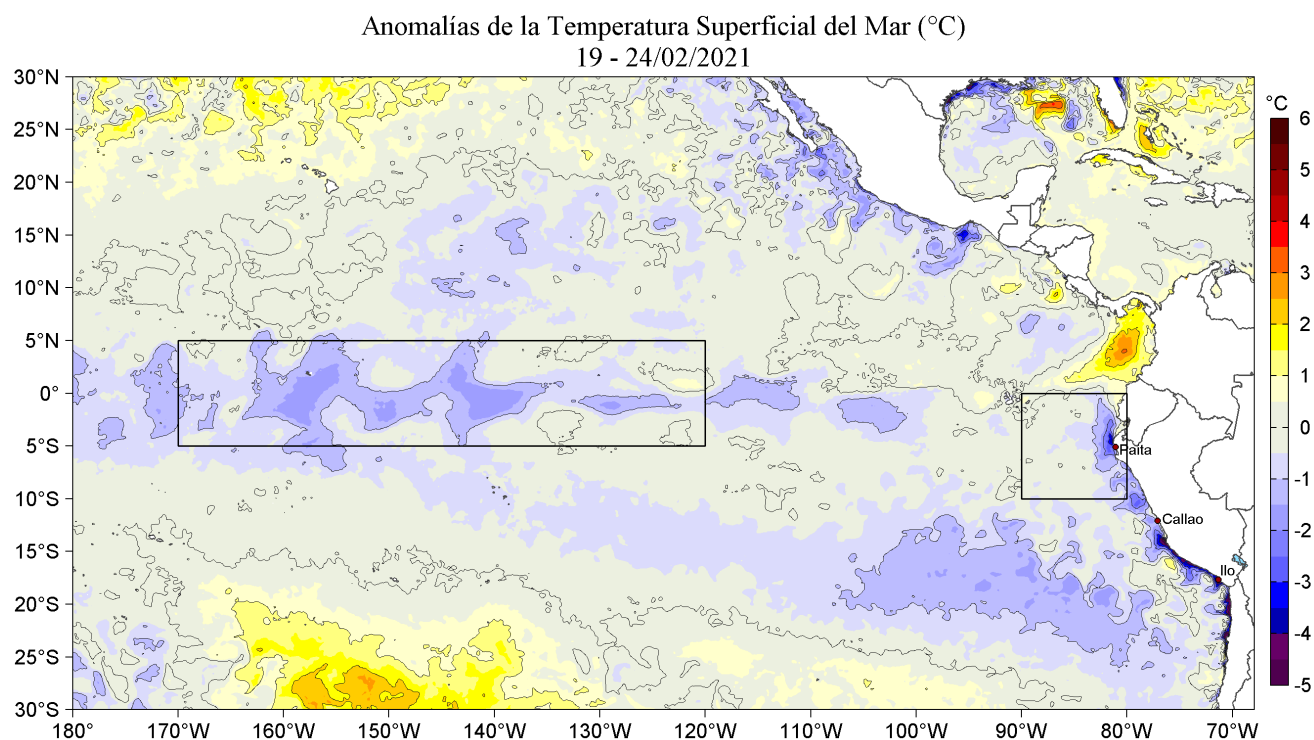 Anomalías de la Temperatura Superficial del Mar (°C)
19 - 24/02/2021
30°N
25°N
20°N
15°N
10°N
5°N
0°
5°S
10°S
15°S
20°S
25°S
30°S
180°W
170°W
160°W
150°W
140°W
130°W
120°W
110°W
100°W
90°W
80°W
70°W
Paita
Callao
Ilo
°C
6
5
4
3
2
1
0
-1
-2
-3
-4
-5